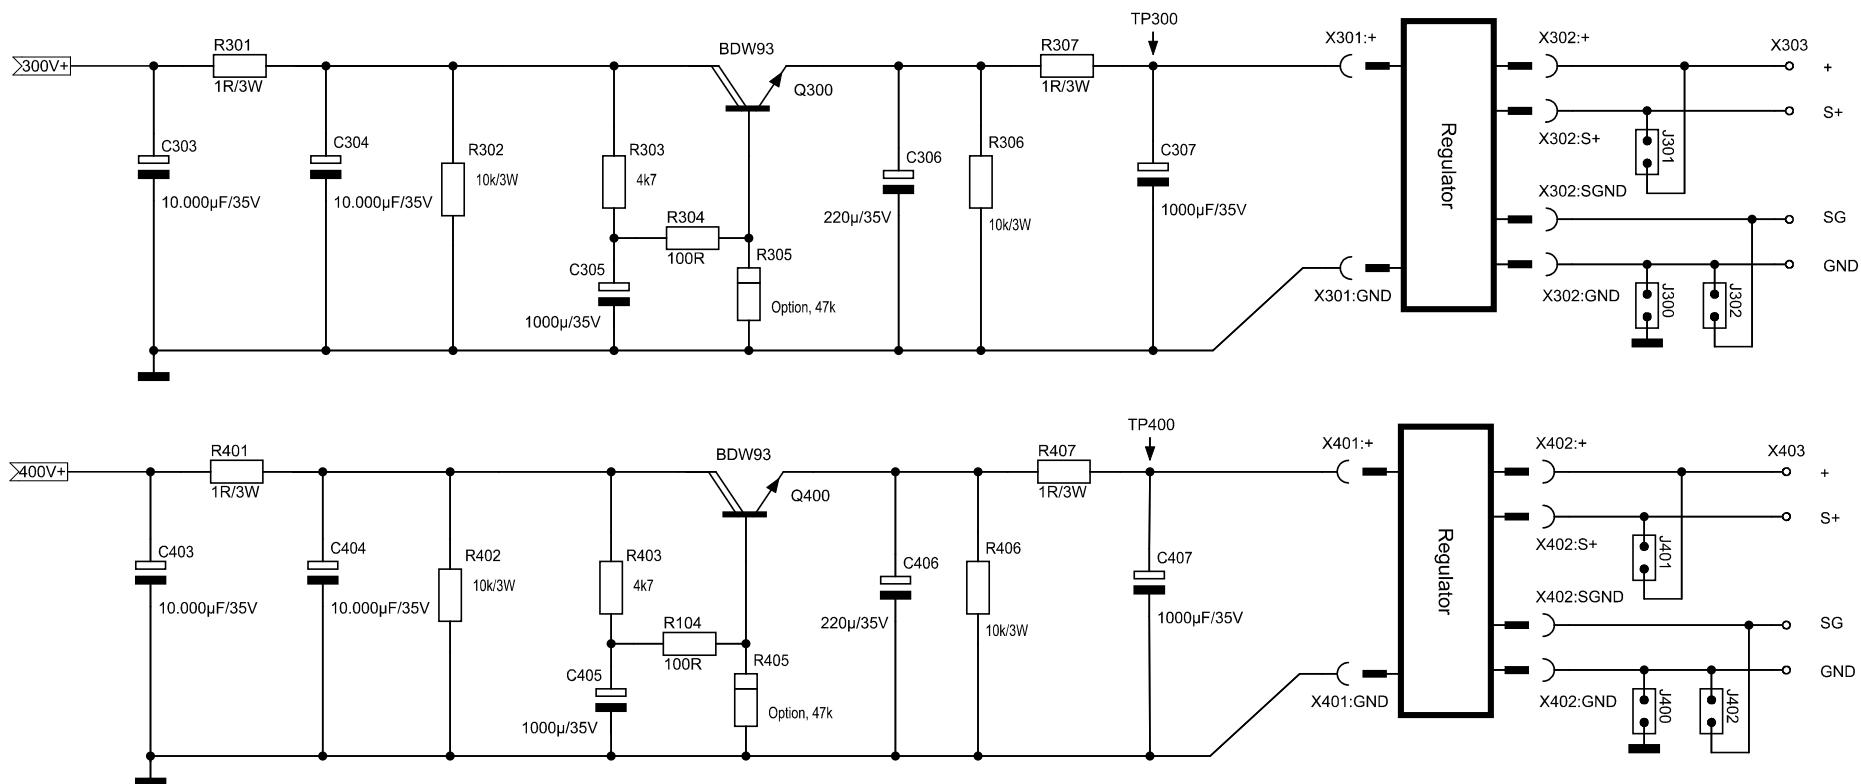 TP300
300V+
R301
1R/3W
BDW93
Q300
R307
1R/3W
X301:+
X302:+
X303
+
S+
C303
10.000µF/35V
C304
10.000µF/35V
R302
10k/3W
R303
4k7
R304
100R
C305
1000µ/35V
R305
Option, 47k
C306
220µ/35V
R306
10k/3W
C307
1000µF/35V
Regulator
X302:S+
J301
X302:SGND
SG
GND
X301:GND
X302:GND
J300
J302
TP400
400V+
R401
1R/3W
BDW93
Q400
R407
1R/3W
X401:+
X402:+
X403
+
S+
C403
10.000µF/35V
C404
10.000µF/35V
R402
10k/3W
R403
4k7
R104
100R
C405
1000µ/35V
R405
Option, 47k
C406
220µ/35V
R406
10k/3W
C407
1000µF/35V
Regulator
X402:S+
J401
X402:SGND
SG
GND
X401:GND
X402:GND
J400
J402